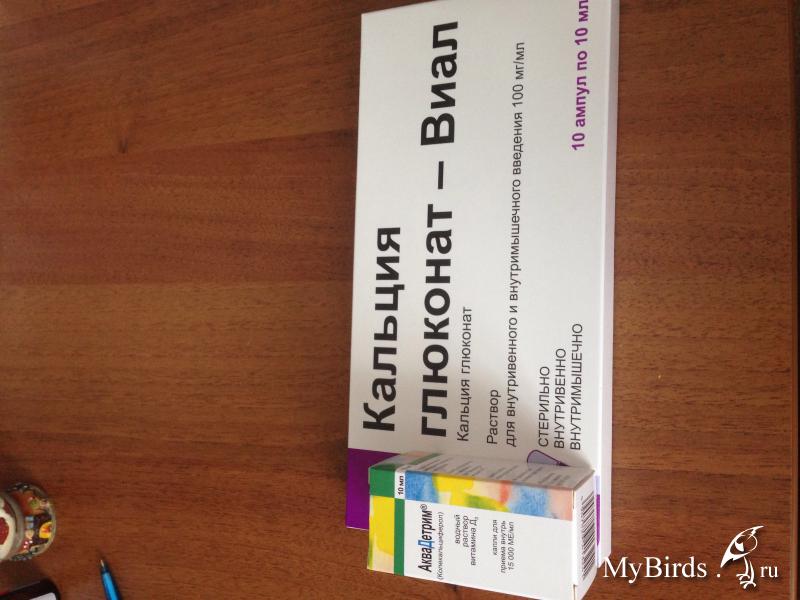 Кальция
глюконат – Виал
Кальция глюконат
Раствор
для внутривенного и внутримышечного введения 100 мг/мл
СТЕРИЛЬНО
ВНУТРИВЕННО
ВНУТРИМЫШЕЧНО
10 ампул по 10 мл
10 мл
АкваДетрим®
(Колекальциферол)
водный
раствор
витамина Д₃
капли для
приема внутрь
15 000 МЕ/мл
MyBirds.ru